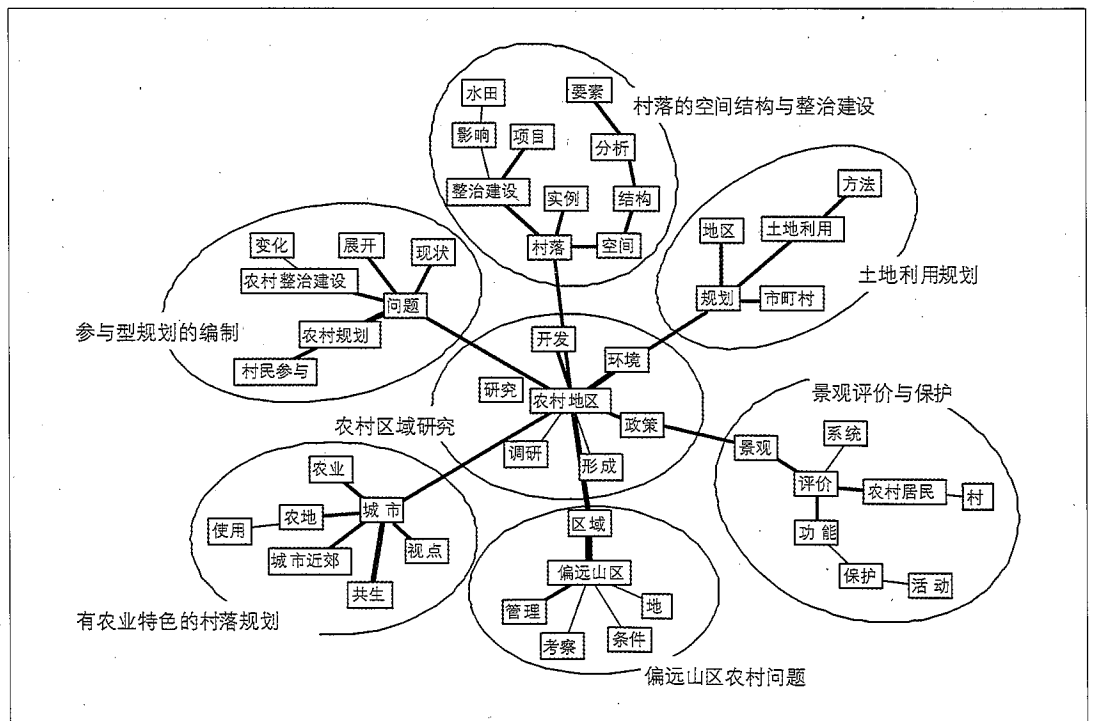 村落的空间结构与整治建设
水田
要素
影响
项目
分析
整治建设
实例
结构
村落
空间
土地利用规划
方法
地区
土地利用
规划
市町村
参与型规划的编制
变化
展开
现状
农村整治建设
问题
农村规划
村民参与
农村区域研究
开发
环境
研究
农村地区
政策
调研
形成
景观评价与保护
系统
景观
评价
农村居民
村
功能
保护
活动
有农业特色的村落规划
农业
农地
城市
使用
城市近郊
视点
共生
偏远山区农村问题
区域
偏远山区
管理
地
考察
条件